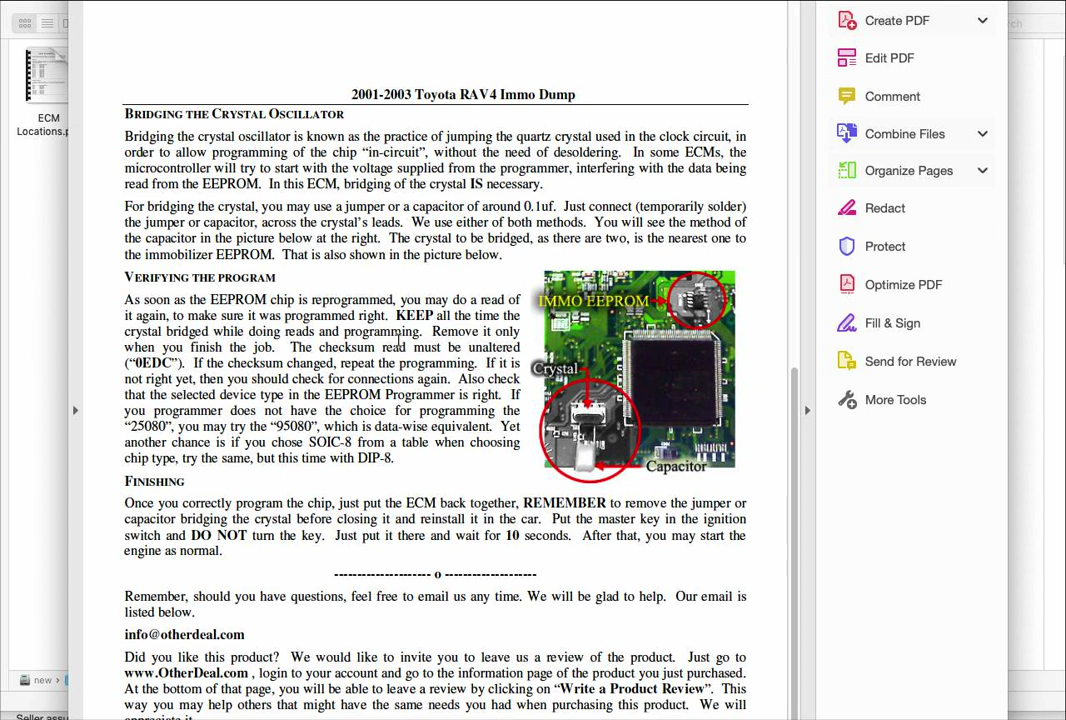 Create PDF
rch
Edit PDF
2001-2003 Toyota RAV4 Immo Dump
Comment
BRIDGING THE CRYSTAL OSCILLATOR
ECM
Locations.p
Bridging the crystal oscillator is known as the practice of jumping the quartz crystal used in the clock circuit, in
order to allow programming of the chip “in-circuit”, without the need of desoldering. In some ECMs, the
microcontroller will try to start with the voltage supplied from the programmer, interfering with the data being
read from the EEPROM. In this ECM, bridging of the crystal IS necessary.
Combine Files
Organize Pages
For bridging the crystal, you may use a jumper or a capacitor of around 0.1uf. Just connect (temporarily solder)
the jumper or capacitor, across the crystal’s leads. We use either of both methods. You will see the method of
the capacitor in the picture below at the right. The crystal to be bridged, as there are two, is the nearest one to
the immobilizer EEPROM. That is also shown in the picture below.
Redact
Protect
VERIFYING THE PROGRAM
Optimize PDF
As soon as the EEPROM chip is reprogrammed, you may do a read of
it again, to make sure it was programmed right. KEEP all the time the
crystal bridged while doing reads and programming. Remove it only
when you finish the job. The checksum read must be unaltered
(“0EDC”). If the checksum changed, repeat the programming. If it is
not right yet, then you should check for connections again. Also check
that the selected device type in the EEPROM Programmer is right. If
you programmer does not have the choice for programming the
“25080”, you may try the “95080”, which is data-wise equivalent. Yet
another chance is if you chose SOIC-8 from a table when choosing
chip type, try the same, but this time with DIP-8.
IMMO EEPROM
Crystal
Capacitor
Fill & Sign
Send for Review
More Tools
FINISHING
Once you correctly program the chip, just put the ECM back together, REMEMBER to remove the jumper or
capacitor bridging the crystal before closing it and reinstall it in the car. Put the master key in the ignition
switch and DO NOT turn the key. Just put it there and wait for 10 seconds. After that, you may start the
engine as normal.
--------------------- o --------------------
Remember, should you have questions, feel free to email us any time. We will be glad to help. Our email is
listed below.
info@otherdeal.com
Did you like this product? We would like to invite you to leave us a review of the product. Just go to
www.OtherDeal.com , login to your account and go to the information page of the product you just purchased.
At the bottom of that page, you will be able to leave a review by clicking on “Write a Product Review”. This
way you may help others that might have the same needs you had when purchasing this product. We will
appreciate it.
new ›
Seller assu